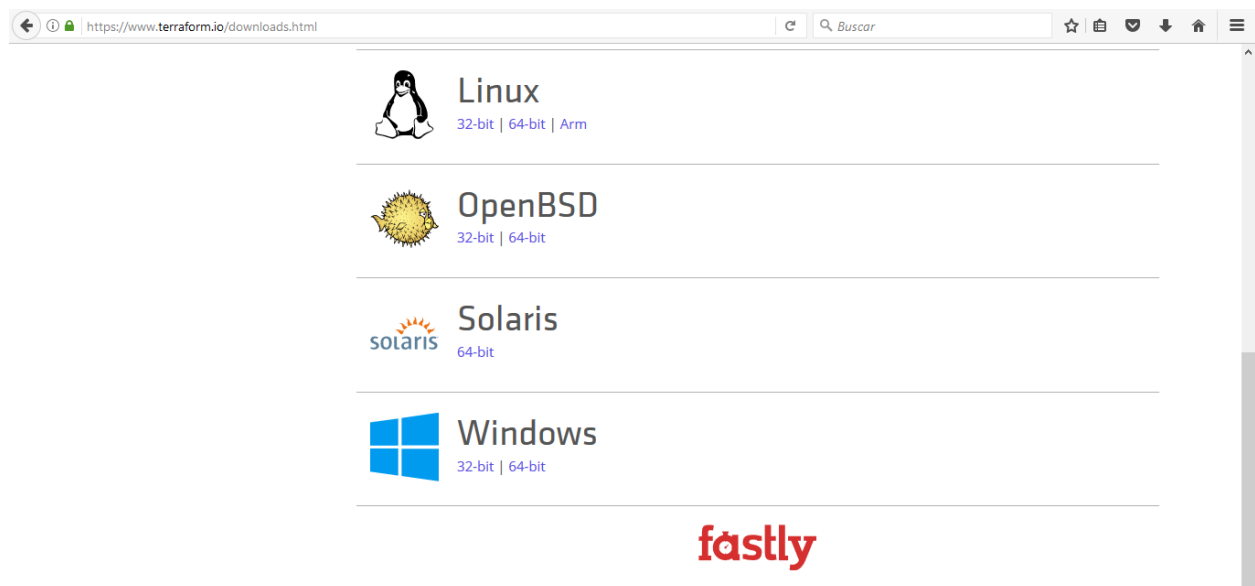 https://www.terraform.io/downloads.html
Buscar
Linux
32-bit | 64-bit | Arm
OpenBSD
32-bit | 64-bit
solaris
Solaris
64-bit
Windows
32-bit | 64-bit
fastly